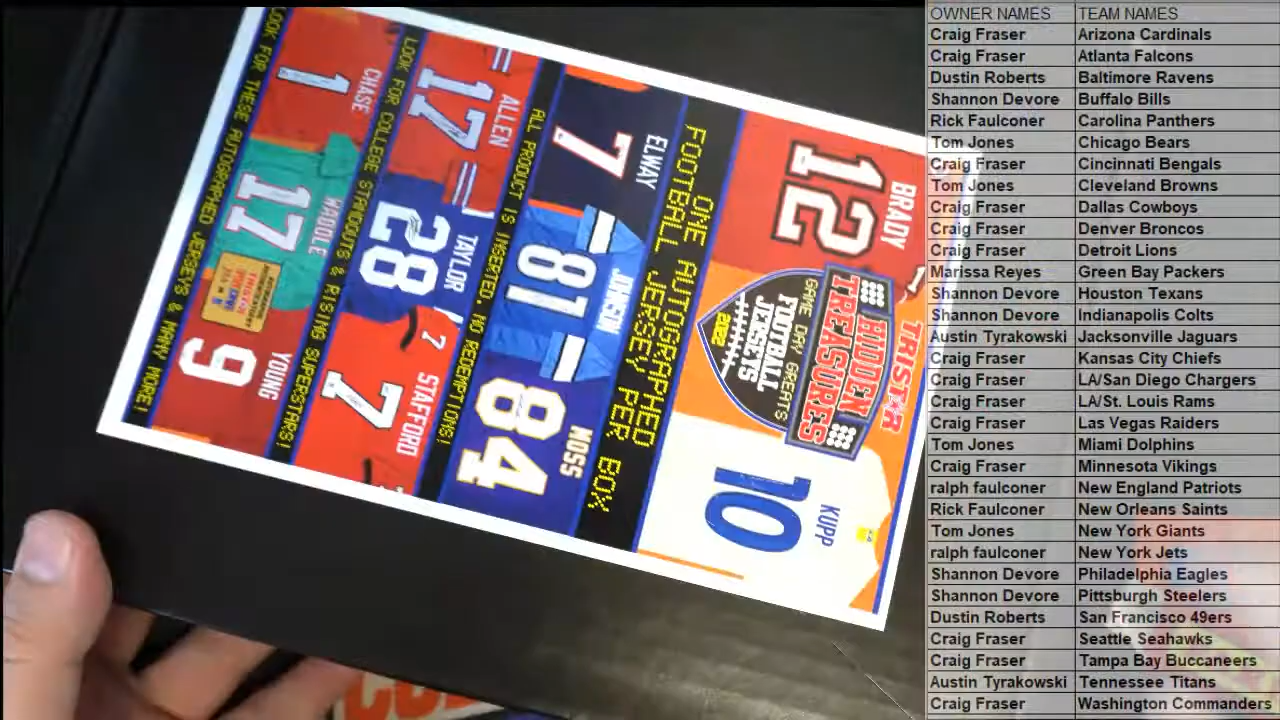 OWNER NAMES TEAM NAMES
Craig Fraser Arizona Cardinals
Craig Fraser Atlanta Falcons
Dustin Roberts Baltimore Ravens
Shannon Devore Buffalo Bills
Rick Faulconer Carolina Panthers
Tom Jones Chicago Bears
Craig Fraser Cincinnati Bengals
Tom Jones Cleveland Browns
Craig Fraser Dallas Cowboys
Craig Fraser Denver Broncos
Craig Fraser Detroit Lions
Marissa Reyes Green Bay Packers
Shannon Devore Houston Texans
Shannon Devore Indianapolis Colts
Austin Tyrakowski Jacksonville Jaguars
Craig Fraser Kansas City Chiefs
Craig Fraser LA/San Diego Chargers
Craig Fraser LA/St. Louis Rams
Craig Fraser Las Vegas Raiders
Tom Jones Miami Dolphins
Craig Fraser Minnesota Vikings
ralph faulconer New England Patriots
Rick Faulconer New Orleans Saints
Tom Jones New York Giants
ralph faulconer New York Jets
Shannon Devore Philadelphia Eagles
Shannon Devore Pittsburgh Steelers
Dustin Roberts San Francisco 49ers
Craig Fraser Seattle Seahawks
Craig Fraser Tampa Bay Buccaneers
Austin Tyrakowski Tennessee Titans
Craig Fraser Washington Commanders
TRISTAR
HIDDEN
TREASURES
GAME DAY GREATS
FOOTBALL
JERSEYS
2022
BRADY
12
KUPP
10
ONE AUTOGRAPHED
FOOTBALL JERSEY PER BOX
ELWAY
7
JOHNSON
81
MOSS
84
ALL PRODUCT IS INSERTED, NO REDEMPTIONS!
ALLEN
17
TAYLOR
28
STAFFORD
7
7
LOOK FOR COLLEGE STANDOUTS & RISING SUPERSTARS!
CHASE
1
WADDLE
17
YOUNG
9
LOOK FOR THESE AUTOGRAPHED JERSEYS & MANY MORE!